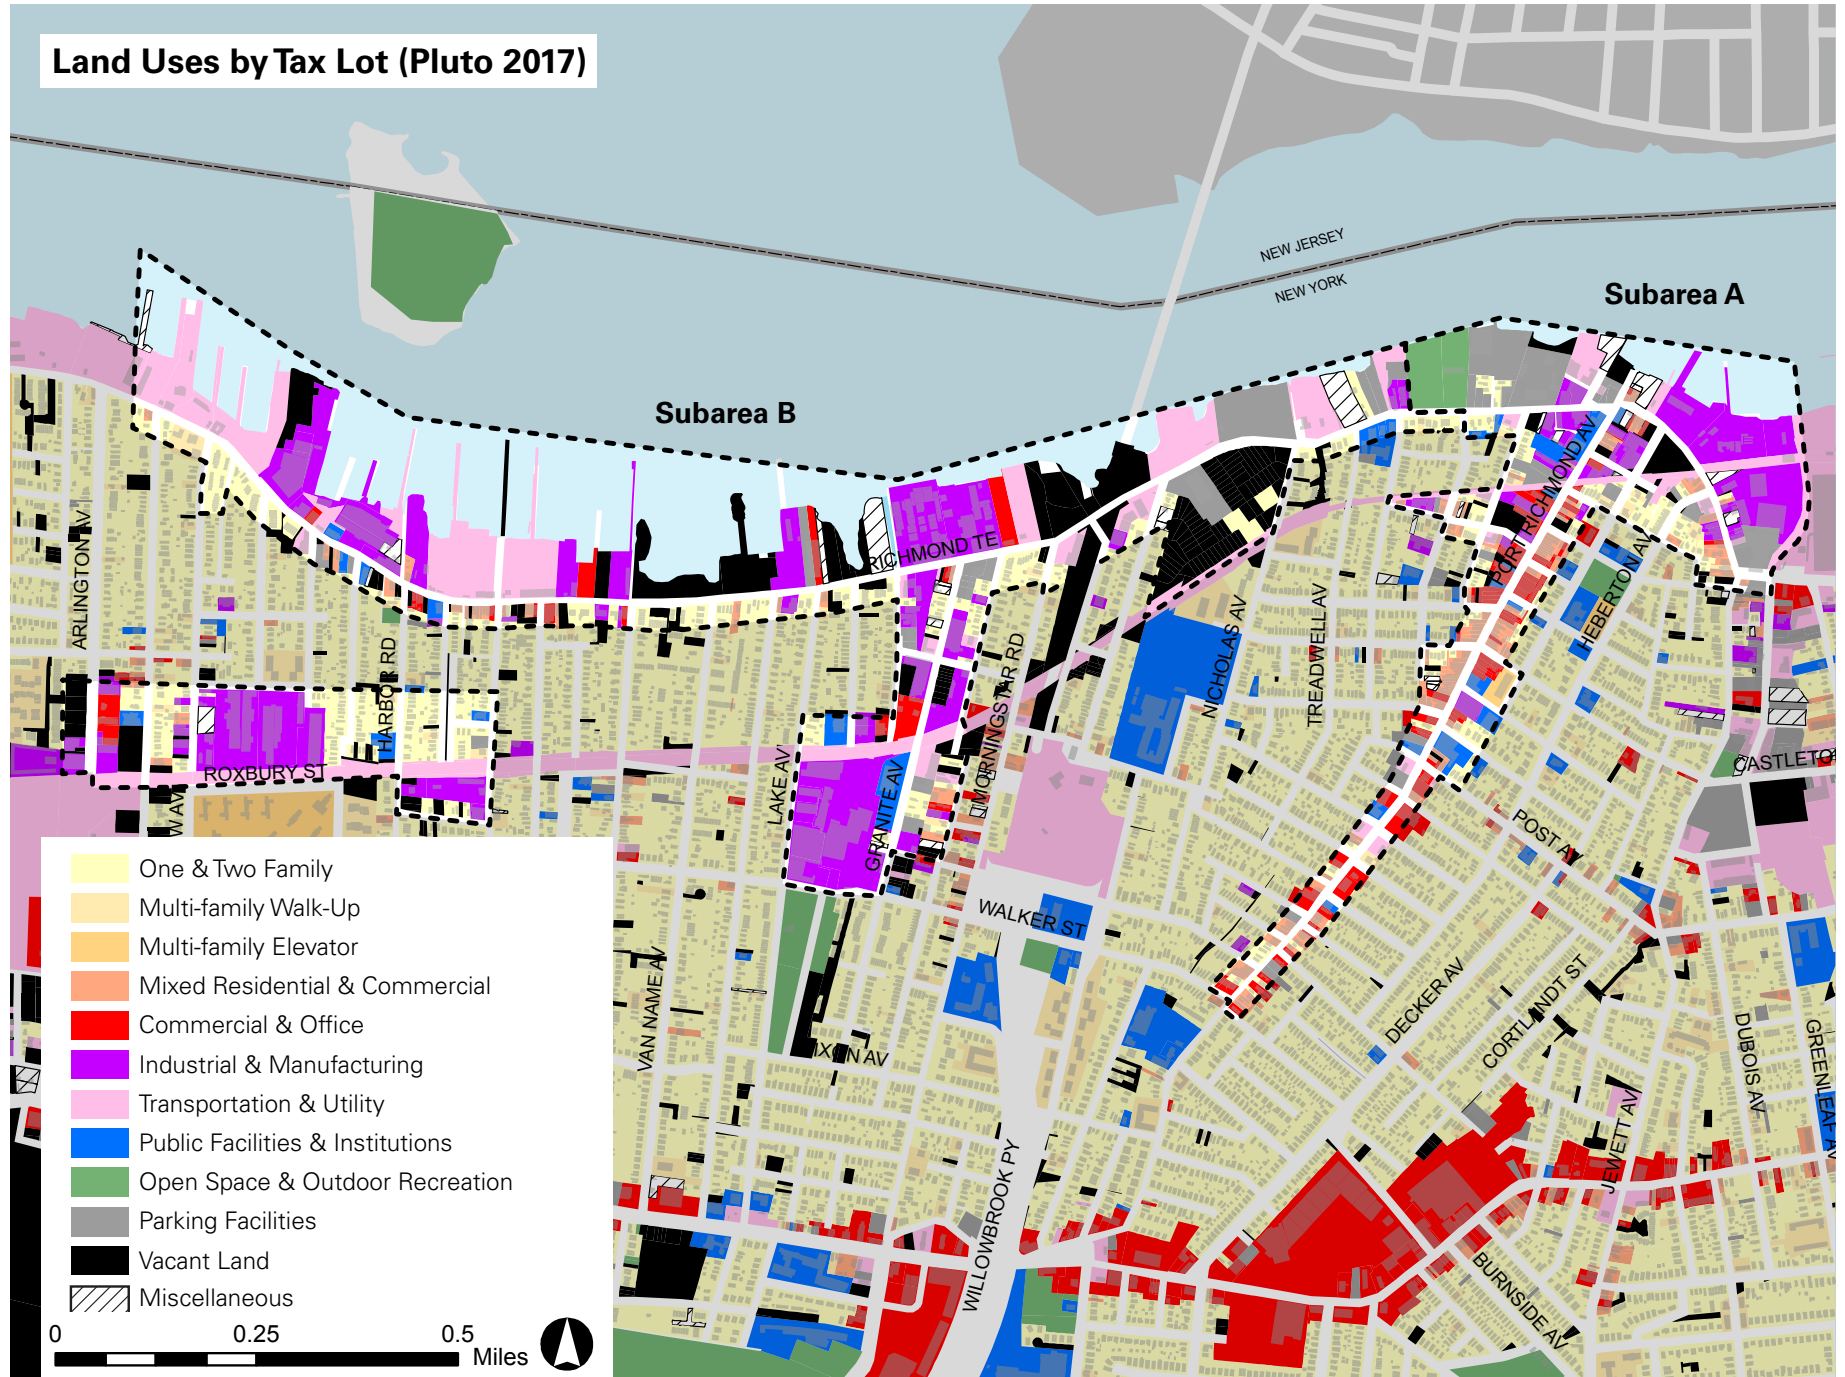 Land Uses by Tax Lot (Pluto 2017)
NEW JERSEY
NEW YORK
Subarea A
Subarea B
ARLINGTON AV
HARBOR RD
ROXBURY ST
W AV
RICHMOND TE
LAKE AV
GRANITE AV
MORNINGSTAR RD
NICHOLAS AV
TREADWELL AV
PORT RICHMOND AV
HEBERTON AV
CASTLETO
POST AV
WALKER ST
VAN NAME AV
IXON AV
DECKER AV
CORTLANDT ST
DUBOIS AV
GREENLEAF AV
JEWETT AV
WILLOWBROOK PY
BURNSIDE AV
One & Two Family
Multi-family Walk-Up
Multi-family Elevator
Mixed Residential & Commercial
Commercial & Office
Industrial & Manufacturing
Transportation & Utility
Public Facilities & Institutions
Open Space & Outdoor Recreation
Parking Facilities
Vacant Land
Miscellaneous
0 0.25 0.5
Miles